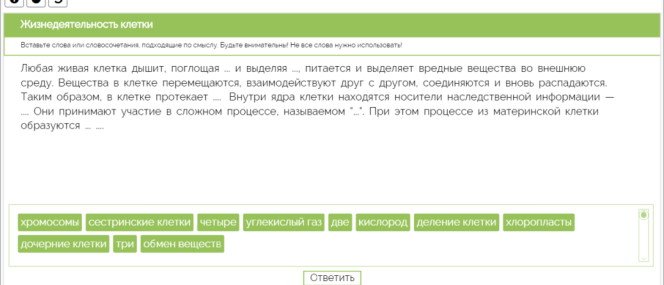 Жизнедеятельность клетки
Вставьте слова или словосочетания, подходящие по смыслу. Будьте внимательны! Не все слова нужно использовать!
Любая живая клетка дышит, поглощая ... и выделяя ..., питается и выделяет вредные вещества во внешнюю
среду. Вещества в клетке перемещаются, взаимодействуют друг с другом, соединяются и вновь распадаются.
Таким образом, в клетке протекает .... Внутри ядра клетки находятся носители наследственной информации —
.... Они принимают участие в сложном процессе, называемом "...". При этом процессе из материнской клетки
образуются ... ....
хромосомы сестринские клетки четыре углекислый газ две кислород деление клетки хлоропласты
дочерние клетки три обмен веществ
Ответить